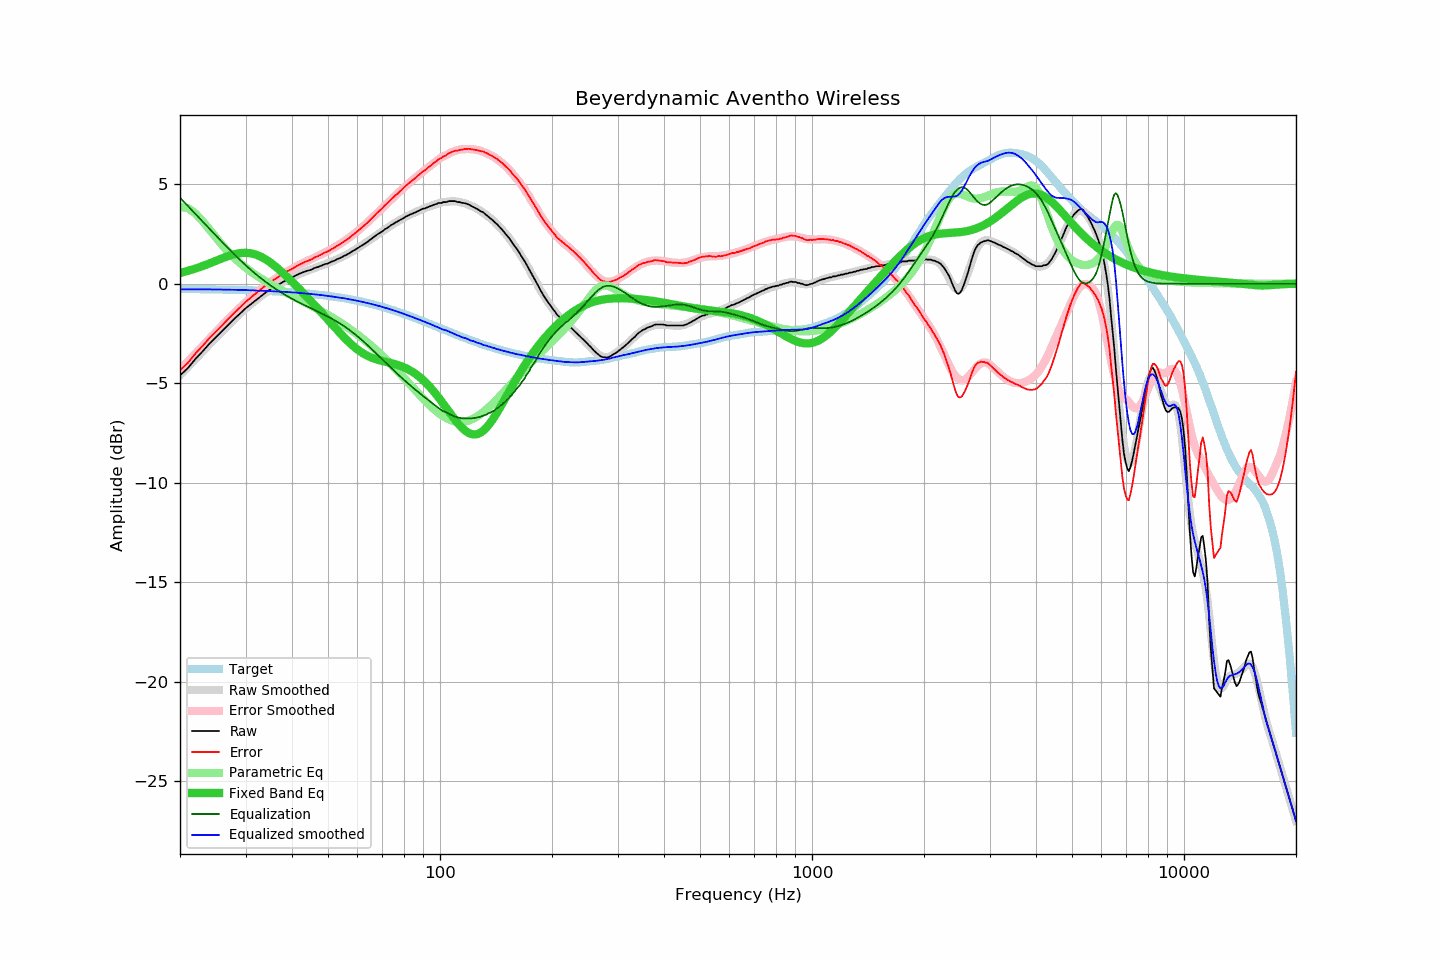 Beyerdynamic Aventho Wireless
Amplitude (dBr)
5
0
−5
−10
−15
−20
−25
Target
Raw Smoothed
Error Smoothed
Raw
Error
Parametric Eq
Fixed Band Eq
Equalization
Equalized smoothed
100 1000 10000
Frequency (Hz)